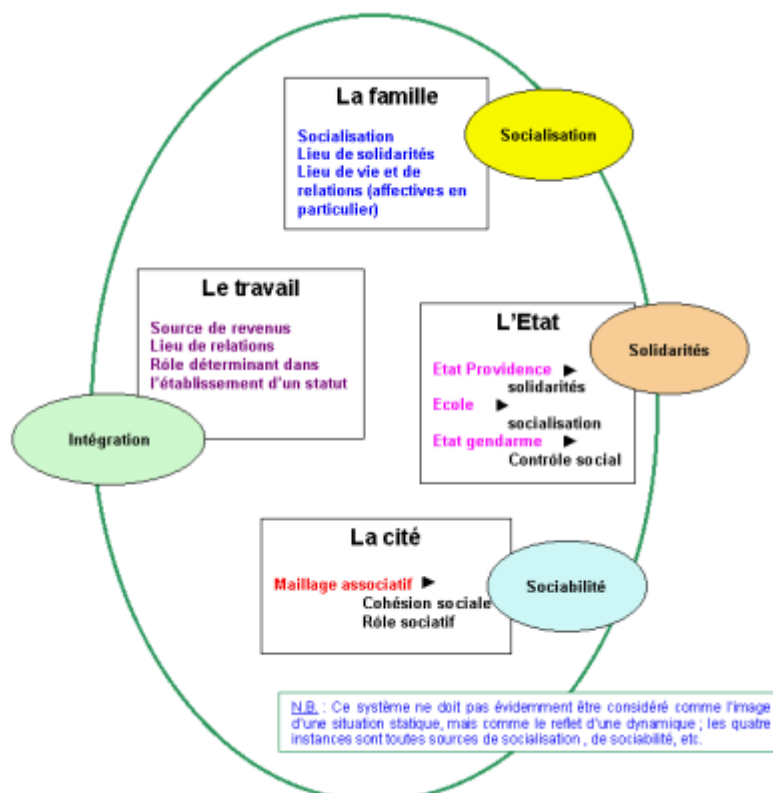 La famille
Socialisation
Lieu de solidarités
Lieu de vie et de
relations (affectives en
particulier)
Socialisation
Le travail
Source de revenus
Lieu de relations
Rôle déterminant dans
l'établissement d'un statut
Intégration
L'Etat
Etat Providence ►
solidarités
Ecole ►
socialisation
Etat gendarme ►
Contrôle social
Solidarités
La cité
Maillage associatif ►
Cohésion sociale
Rôle sociatif
Sociabilité
N.B. : Ce système ne doit pas évidemment être considéré comme l'image
d'une situation statique, mais comme le reflet d'une dynamique ; les quatre
instances sont toutes sources de socialisation , de sociabilité, etc.